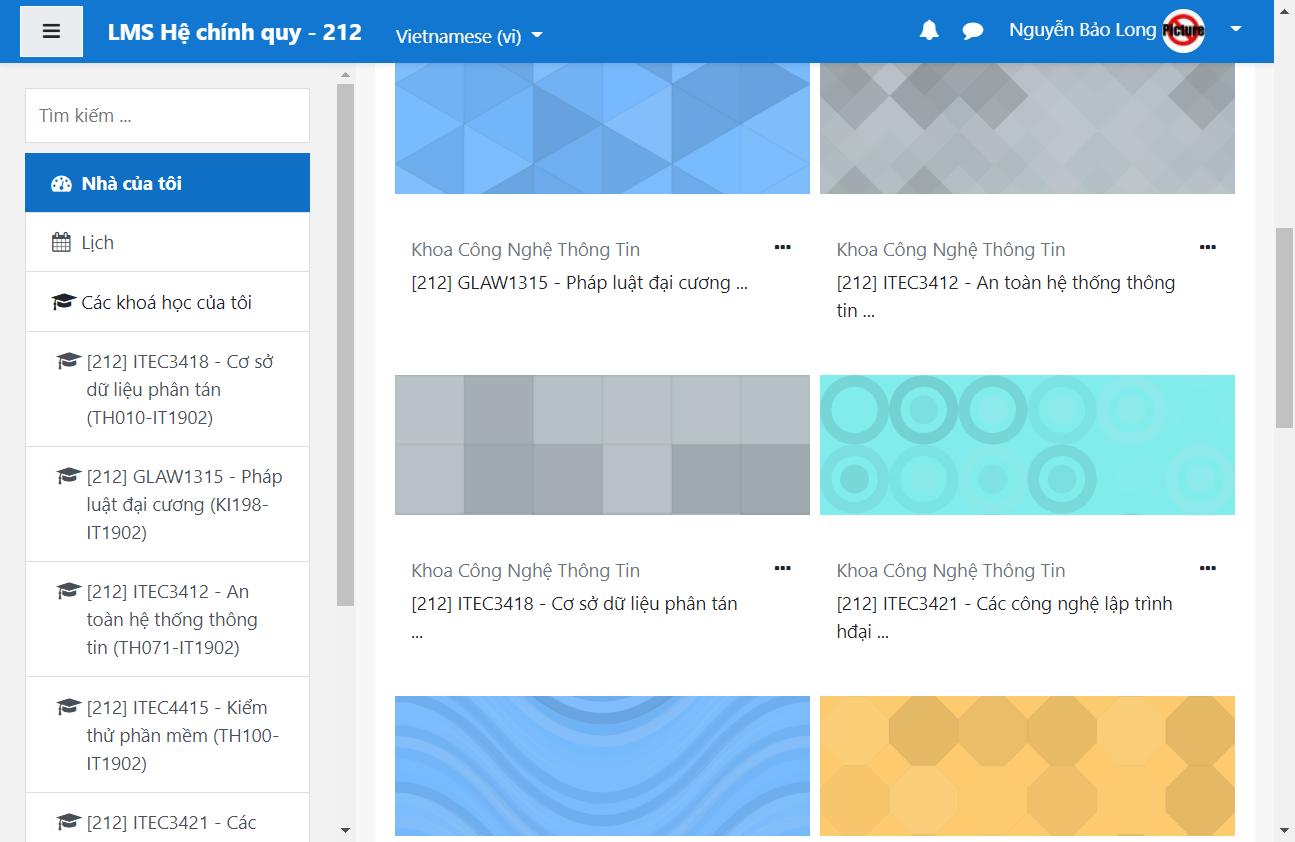 LMS Hệ chính quy - 212
Vietnamese (vi)
Nguyễn Bảo Long
Picture
Tìm kiếm ...
Nhà của tôi
Lịch
Các khoá học của tôi
[212] ITEC3418 - Cơ sở
dữ liệu phân tán
(TH010-IT1902)
[212] GLAW1315 - Pháp
luật đại cương (KI198-
IT1902)
[212] ITEC3412 - An
toàn hệ thống thông
tin (TH071-IT1902)
[212] ITEC4415 - Kiểm
thử phần mềm (TH100-
IT1902)
[212] ITEC3421 - Các
Khoa Công Nghệ Thông Tin
[212] GLAW1315 - Pháp luật đại cương ...
Khoa Công Nghệ Thông Tin
[212] ITEC3412 - An toàn hệ thống thông
tin ...
Khoa Công Nghệ Thông Tin
[212] ITEC3418 - Cơ sở dữ liệu phân tán
...
Khoa Công Nghệ Thông Tin
[212] ITEC3421 - Các công nghệ lập trình
hđại ...